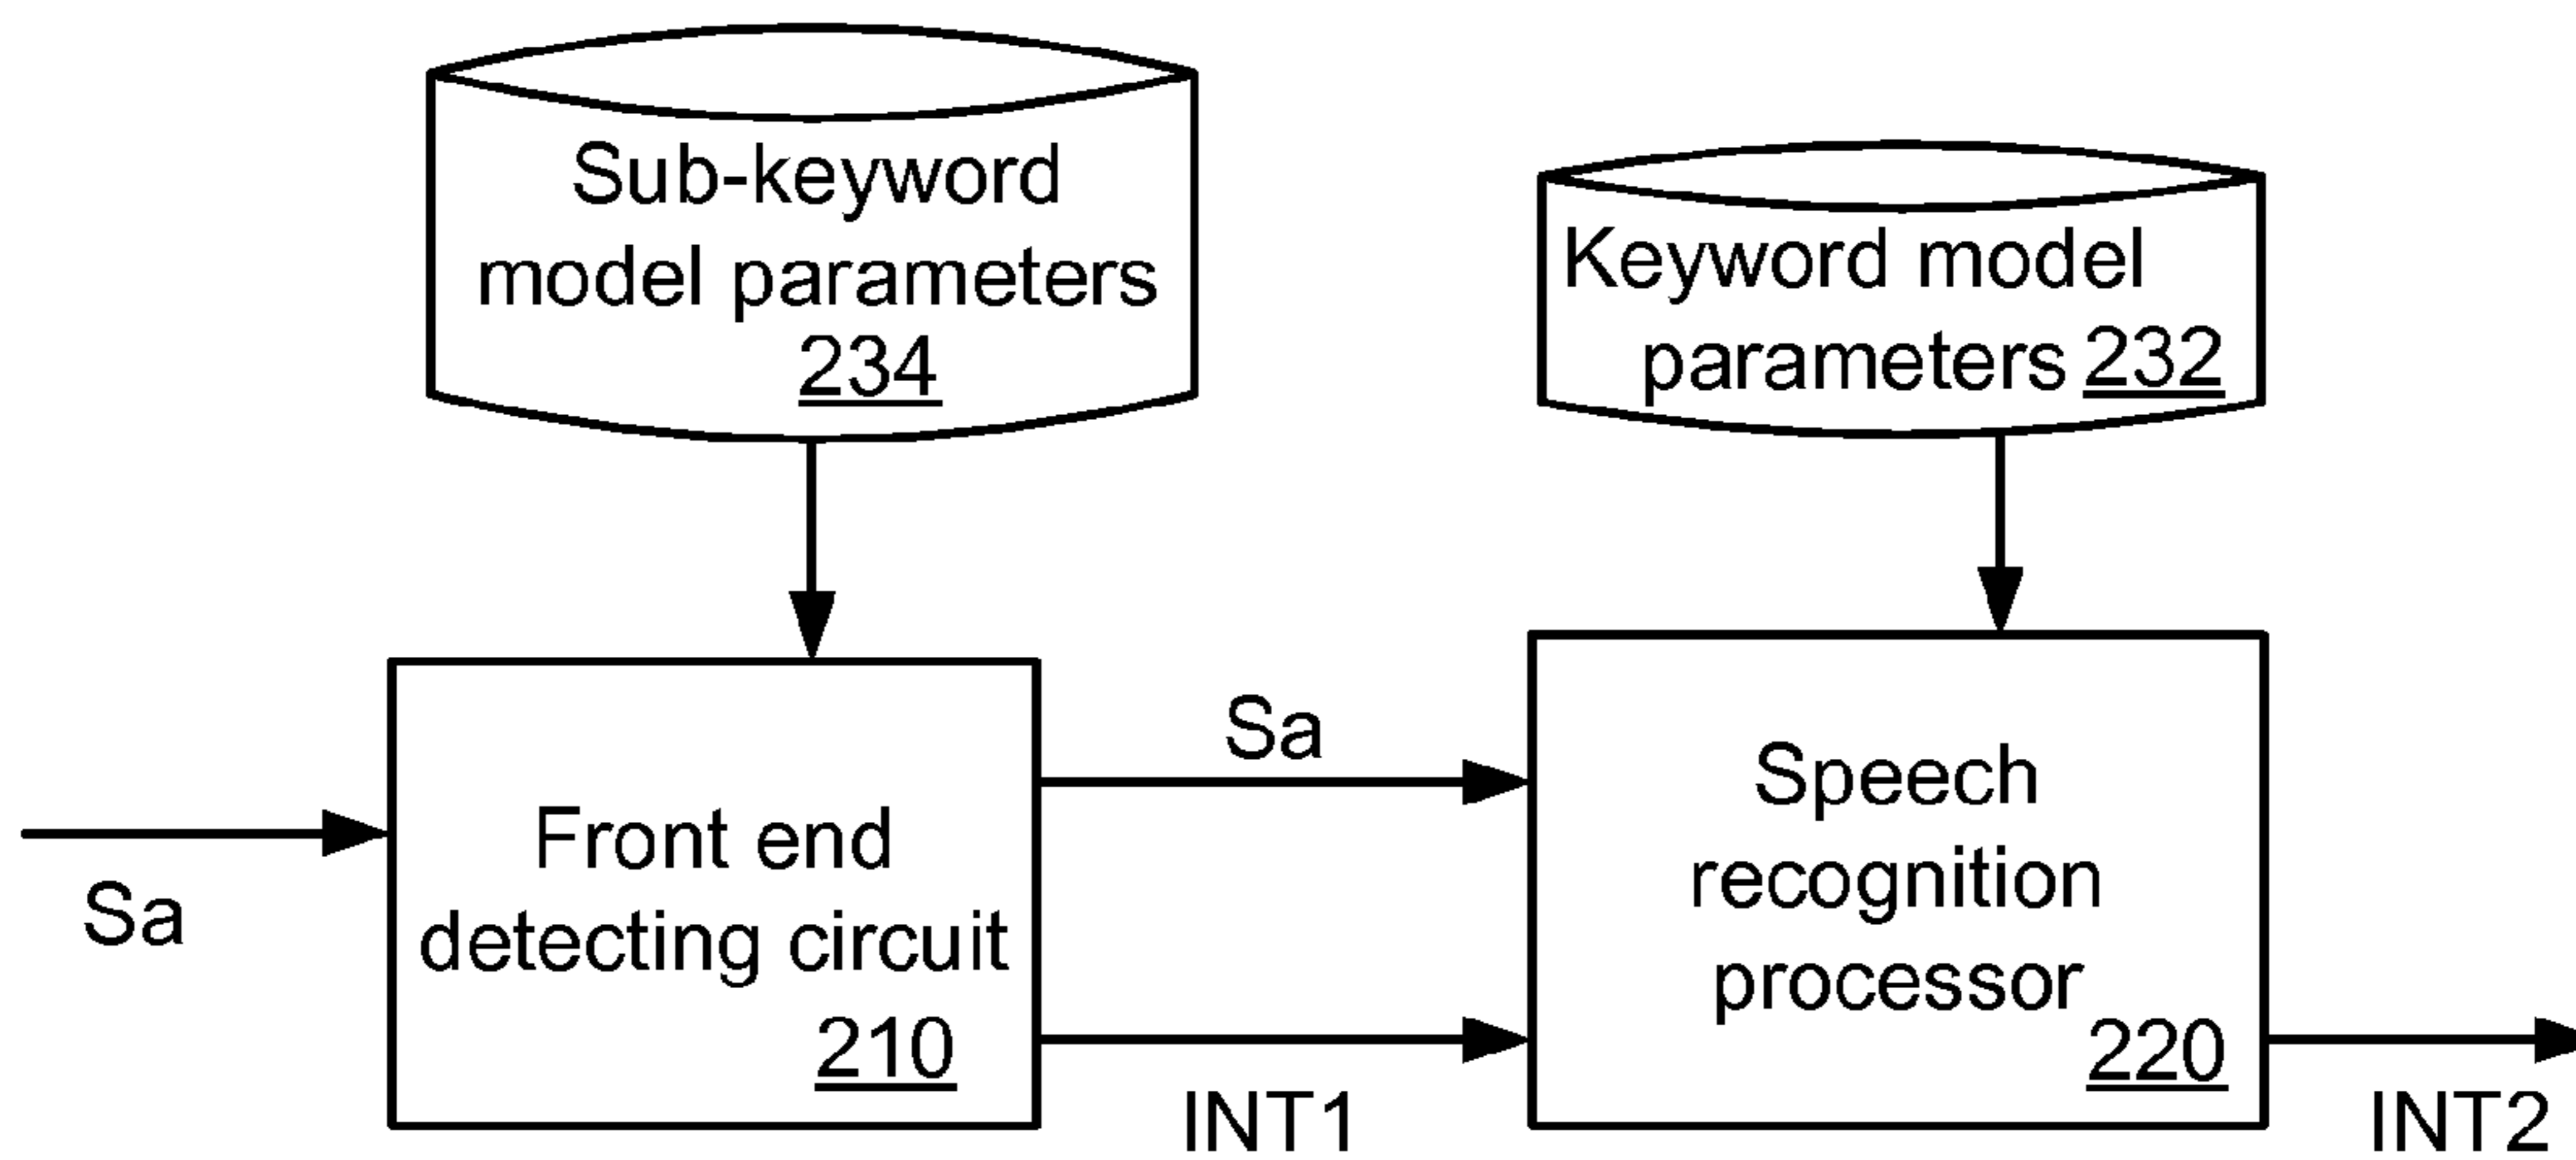 Sub-keyword
model parameters
234
Keyword model
parameters 232
Sa
Front end
detecting circuit
210
Sa
INT1
Speech
recognition
processor
220
INT2